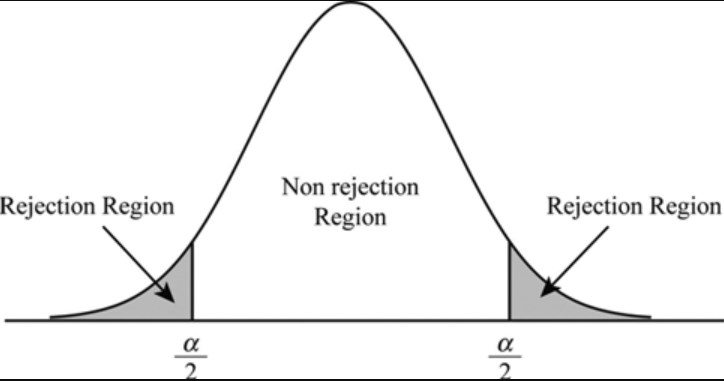 Non rejection
Region
Rejection Region
Rejection Region
α
2
α
2